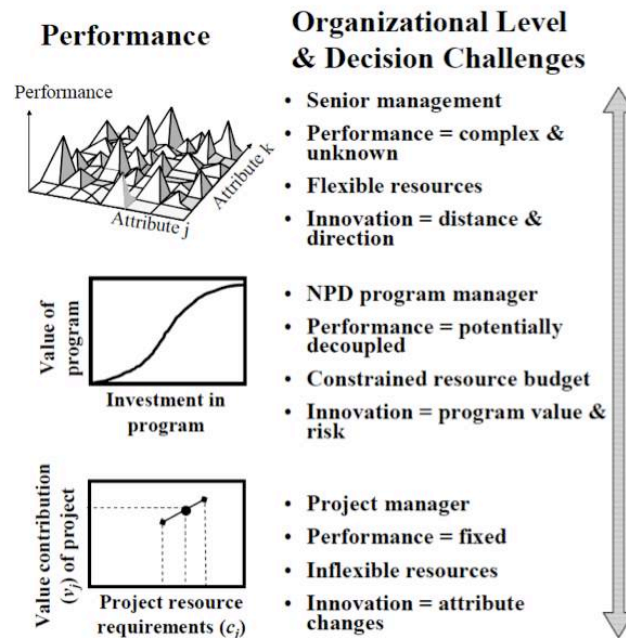 Performance
Organizational Level
& Decision Challenges
Performance
Attribute j
Attribute k
• Senior management
• Performance = complex &
unknown
• Flexible resources
• Innovation = distance &
direction
Value of
program
Investment in
program
• NPD program manager
• Performance = potentially
decoupled
• Constrained resource budget
• Innovation = program value &
risk
Value contribution
(vj) of project
Project resource
requirements (cj)
• Project manager
• Performance = fixed
• Inflexible resources
• Innovation = attribute
changes